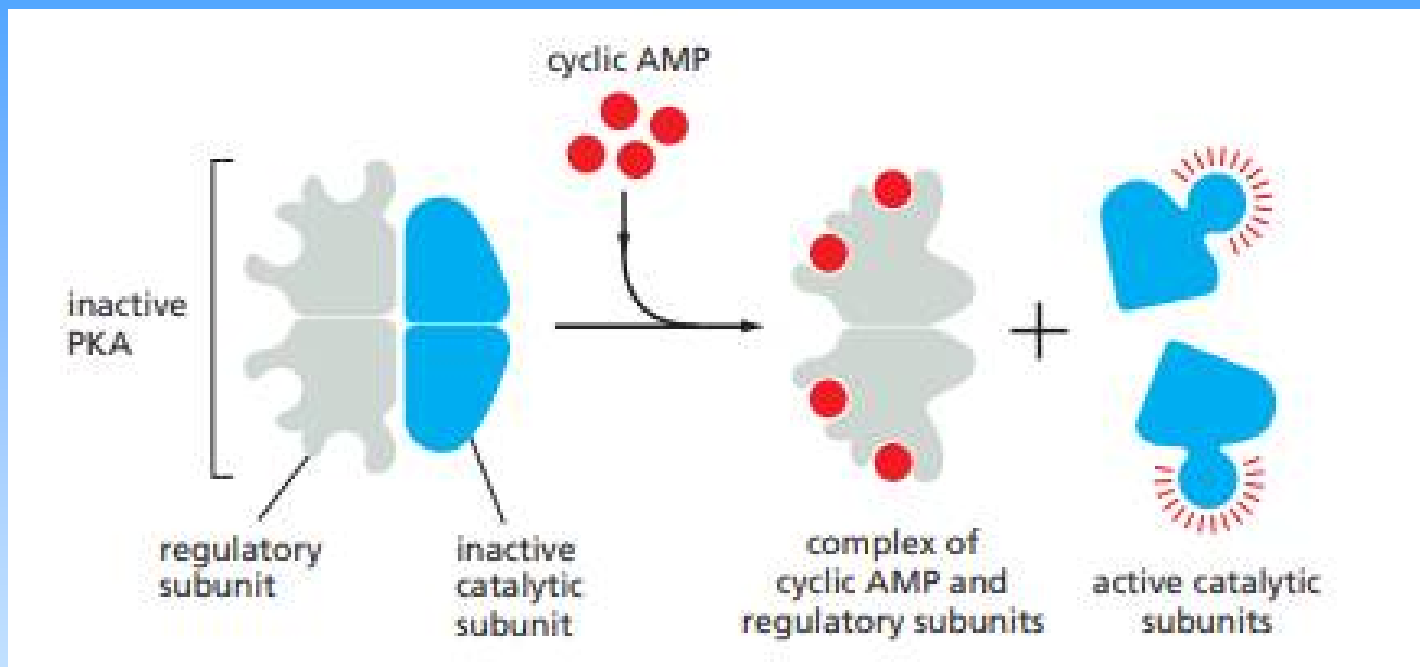 cyclic AMP
inactive
PKA
regulatory
subunit
inactive
catalytic
subunit
complex of
cyclic AMP and
regulatory subunits
+
active catalytic
subunits